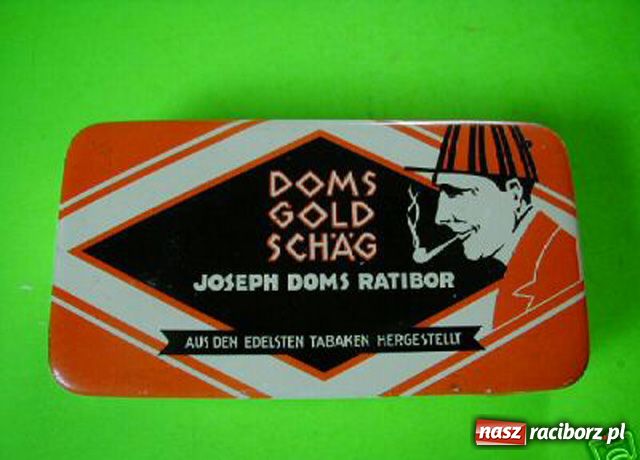 DOMS
GOLD
SCHÄG
JOSEPH DOMS RATIBOR
AUS DEN EDELSTEN TABAKEN HERGESTELLT
nasz raciborz.pl